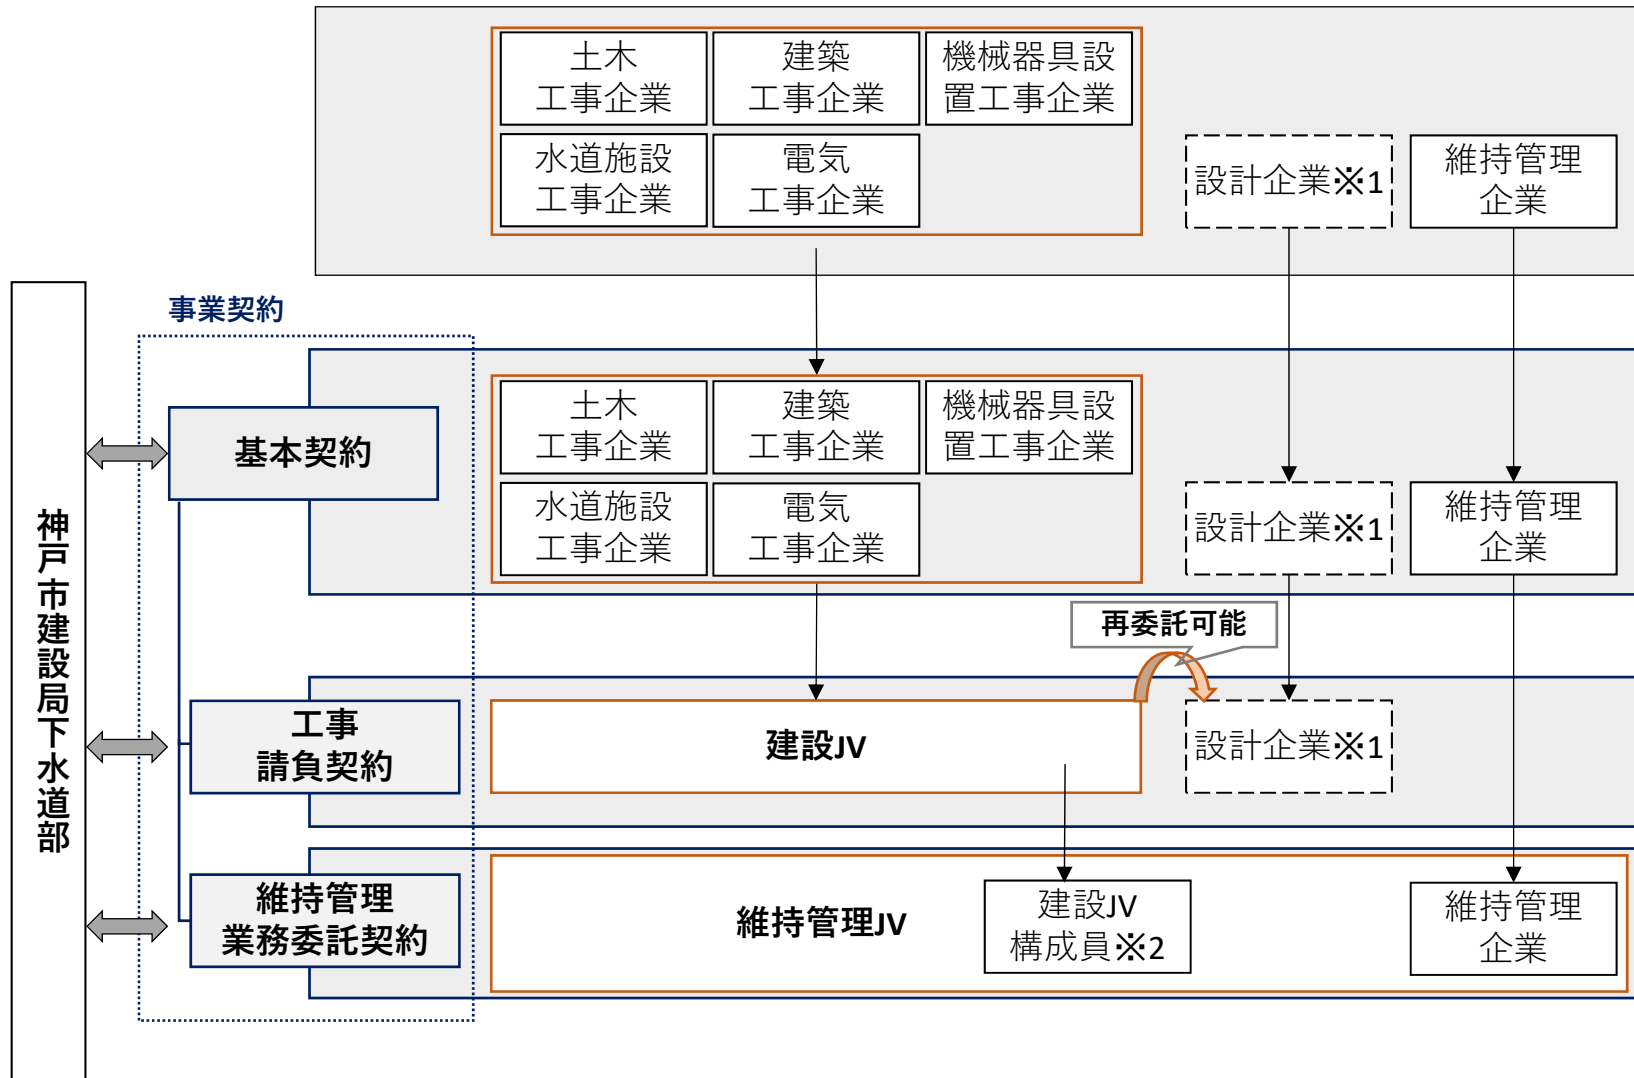 土木
工事企業
建築
工事企業
機械器具設
置工事企業
水道施設
工事企業
電気
工事企業
設計企業※1
維持管理
企業
事業契約
神戸市建設局下水道部
基本契約
土木
工事企業
建築
工事企業
機械器具設
置工事企業
水道施設
工事企業
電気
工事企業
設計企業※1
維持管理
企業
再委託可能
工事
請負契約
建設JV
設計企業※1
維持管理
業務委託契約
維持管理JV
建設JV
構成員※2
維持管理
企業